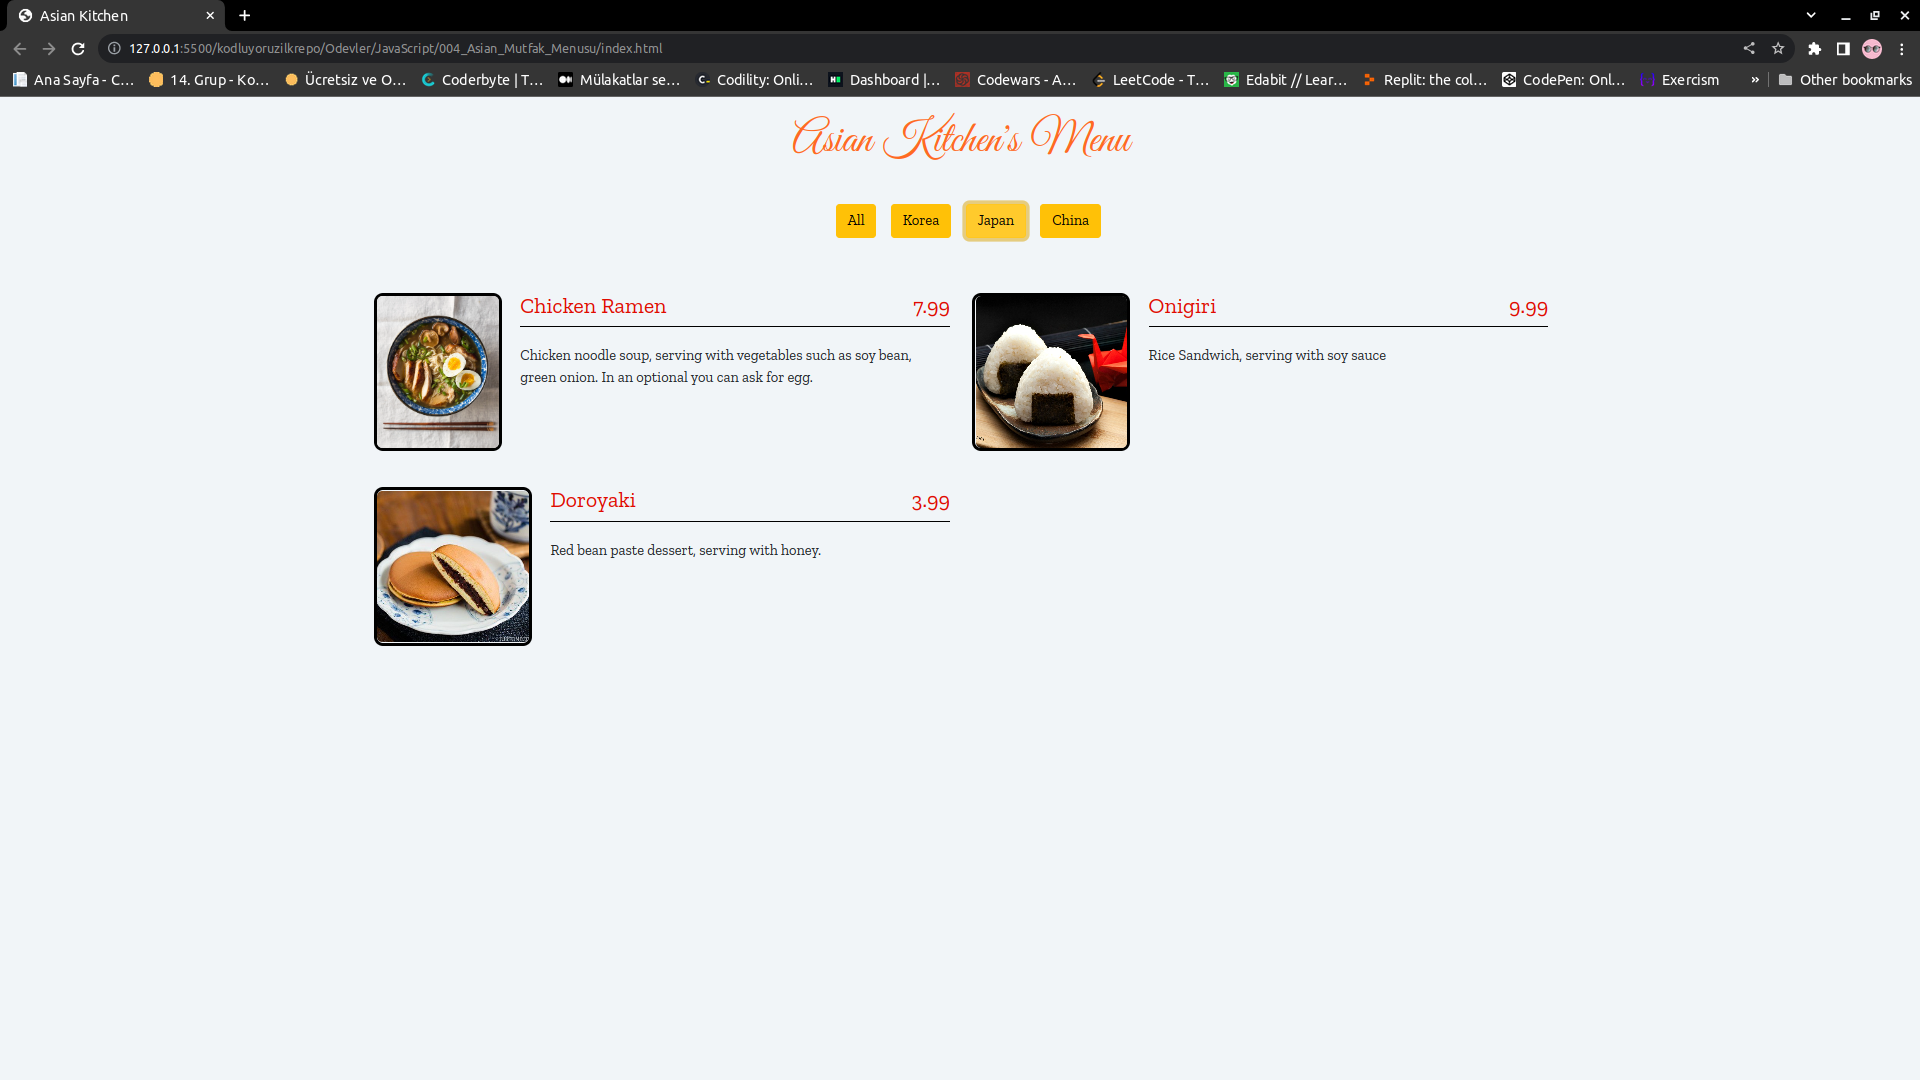 Asian Kitchen
127.0.0.1:5500/kodluyoruzilkrepo/Odevler/JavaScript/004_Asian_Mutfak_Menusu/index.html
Ana Sayfa - C... 14. Grup - Ko... Ücretsiz ve O... Coderbyte | T... Mülakatlar se... Codility: Onli... Dashboard |... Codewars - A... LeetCode - T... Edabit // Lear... Replit: the col... CodePen: Onl... Exercism » Other bookmarks
Asian Kitchen's Menu
All Korea Japan China
Chicken Ramen 7.99
Chicken noodle soup, serving with vegetables such as soy bean,
green onion. In an optional you can ask for egg.
Onigiri 9.99
Rice Sandwich, serving with soy sauce
Doroyaki 3.99
Red bean paste dessert, serving with honey.